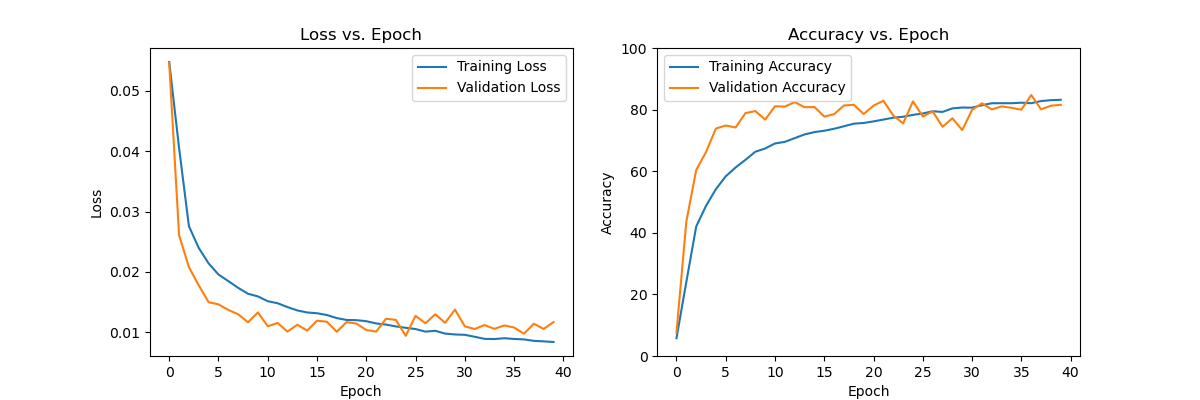 Loss vs. Epoch
Training Loss
Validation Loss
0.05
0.04
0.03
0.02
0.01
Loss
0 5 10 15 20 25 30 35 40
Epoch
Accuracy vs. Epoch
Training Accuracy
Validation Accuracy
100
80
60
40
20
0
Accuracy
0 5 10 15 20 25 30 35 40
Epoch